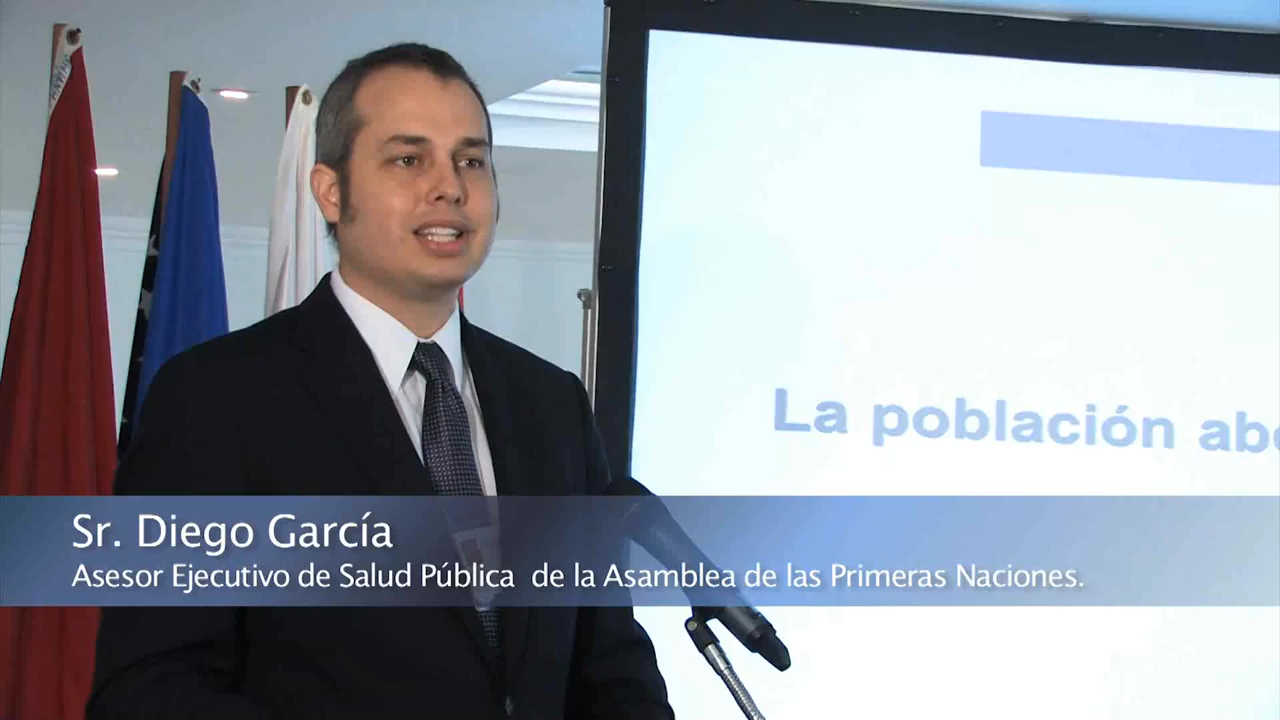 La población
Sr. Diego García
Asesor Ejecutivo de Salud Pública de la Asamblea de las Primeras Naciones.